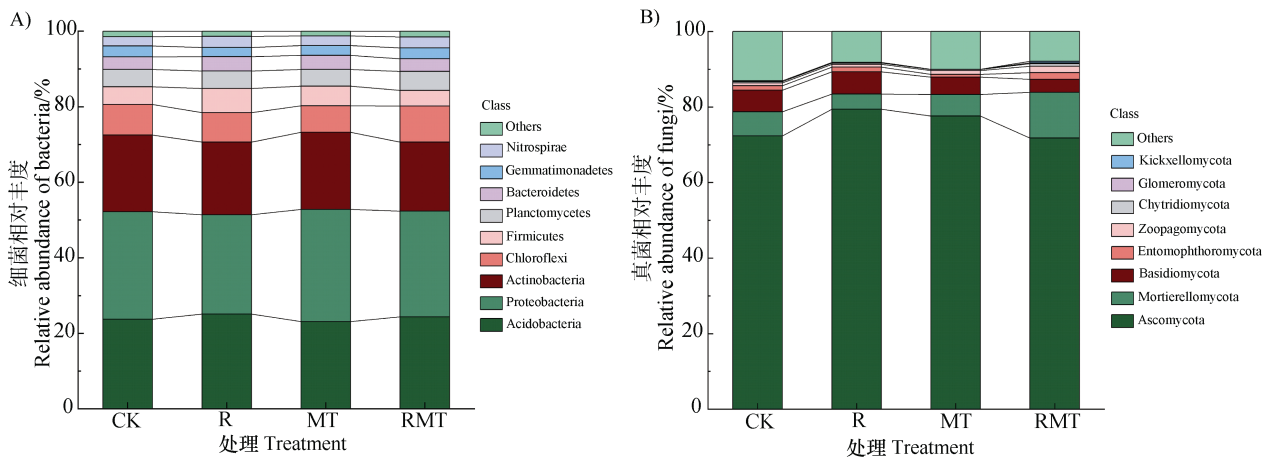 A)
细菌相对丰度
Relative abundance of bacteria/%
100
80
60
40
20
0
CK
R
MT
RMT
处理 Treatment
Class
Others
Nitrospirae
Gemmatimonadetes
Bacteroidetes
Planctomycetes
Firmicutes
Chloroflexi
Actinobacteria
Proteobacteria
Acidobacteria
B)
真菌相对丰度
Relative abundance of fungi/%
100
80
60
40
20
0
CK
R
MT
RMT
处理 Treatment
Class
Others
Kickxellomycota
Glomeromycota
Chytridiomycota
Zoopagomycota
Entomophthoromycota
Basidiomycota
Mortierellomycota
Ascomycota